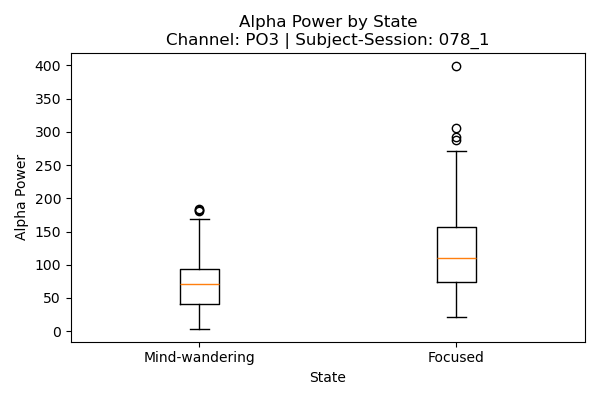 Alpha Power by State
Channel: PO3 | Subject-Session: 078_1
400
350
300
250
200
150
100
50
0
Alpha Power
Mind-wandering
Focused
State